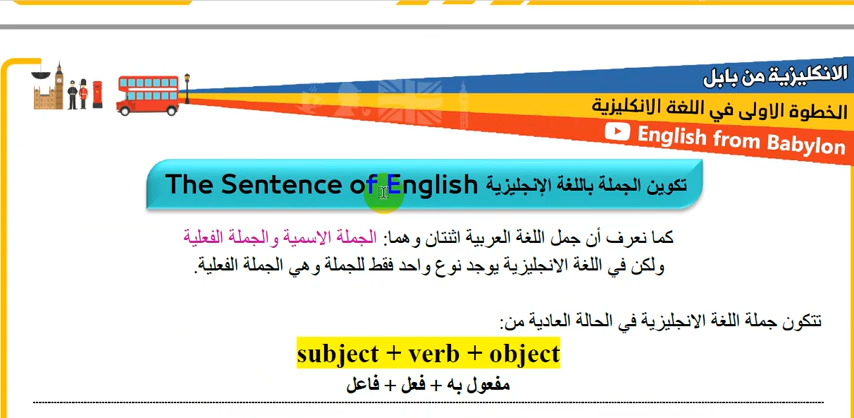 الانكليزية من بابل
الخطوة الاولى في اللغة الانكليزية
English from Babylon
The Sentence of English تكوين الجملة باللغة الإنجليزية
كما نعرف أن جمل اللغة العربية اثنتان وهما: الجملة الاسمية والجملة الفعلية
ولكن في اللغة الانجليزية يوجد نوع واحد فقط للجملة وهي الجملة الفعلية.
تتكون جملة اللغة الانجليزية في الحالة العادية من:
subject + verb + object
مفعول به + فعل + فاعل